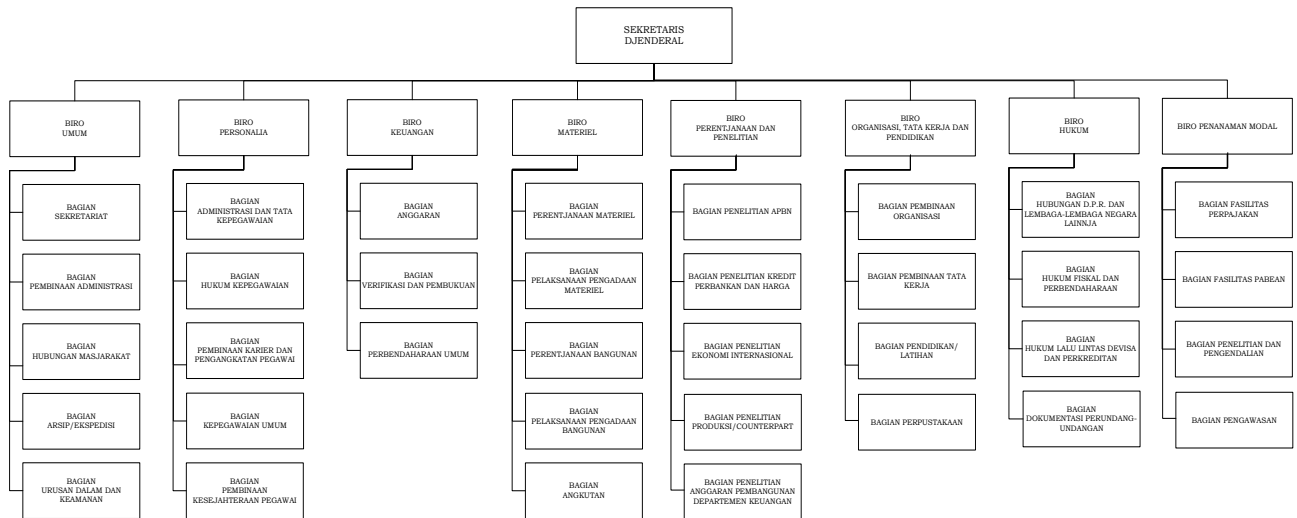 SEKRETARIS
DJENDERAL
BIRO
UMUM
BAGIAN
SEKRETARIAT
BAGIAN
PEMBINAAN ADMINISTRASI
BAGIAN
HUBUNGAN MASJARAKAT
BAGIAN
ARSIP/EKSPEDISI
BAGIAN
URUSAN DALAM DAN
KEAMANAN
BIRO
PERSONALIA
BAGIAN
ADMINISTRASI DAN TATA
KEPEGAWAIAN
BAGIAN
HUKUM KEPEGAWAIAN
BAGIAN
PEMBINAAN KARIER DAN
PENGANGKATAN PEGAWAI
BAGIAN
KEPEGAWAIAN UMUM
BAGIAN
PEMBINAAN
KESEJAHTERAAN PEGAWAI
BIRO
KEUANGAN
BAGIAN
ANGGARAN
BAGIAN
VERIFIKASI DAN PEMBUKUAN
BAGIAN
PERBENDAHARAAN UMUM
BIRO
MATERIEL
BAGIAN
PERENTJANAAN MATERIEL
BAGIAN
PELAKSANAAN PENGADAAN
MATERIEL
BAGIAN
PERENTJANAAN BANGUNAN
BAGIAN
PELAKSANAAN PENGADAAN
BANGUNAN
BAGIAN
ANGKUTAN
BIRO
PERENTJANAAN DAN
PENELITIAN
BAGIAN PENELITIAN APBN
BAGIAN PENELITIAN KREDIT
PERBANKAN DAN HARGA
BAGIAN PENELITIAN
EKONOMI INTERNASIONAL
BAGIAN PENELITIAN
PRODUKSI/COUNTERPART
BAGIAN PENELITIAN
ANGGARAN PEMBANGUNAN
DEPARTEMEN KEUANGAN
BIRO
ORGANISASI, TATA KERJA DAN
PENDIDIKAN
BAGIAN PEMBINAAN
ORGANISASI
BAGIAN PEMBINAAN TATA
KERJA
BAGIAN PENDIDIKAN/
LATIHAN
BAGIAN PERPUSTAKAAN
BIRO
HUKUM
BAGIAN
HUBUNGAN D.P.R. DAN
LEMBAGA-LEMBAGA NEGARA
LAINNJA
BAGIAN
HUKUM FISKAL DAN
PERBENDAHARAAN
BAGIAN
HUKUM LALU LINTAS DEVISA
DAN PERKREDITAN
BAGIAN
DOKUMENTASI PERUNDANG-
UNDANGAN
BIRO PENANAMAN MODAL
BAGIAN FASILITAS
PERPAJAKAN
BAGIAN FASILITAS PABEAN
BAGIAN PENELITIAN DAN
PENGENDALIAN
BAGIAN PENGAWASAN